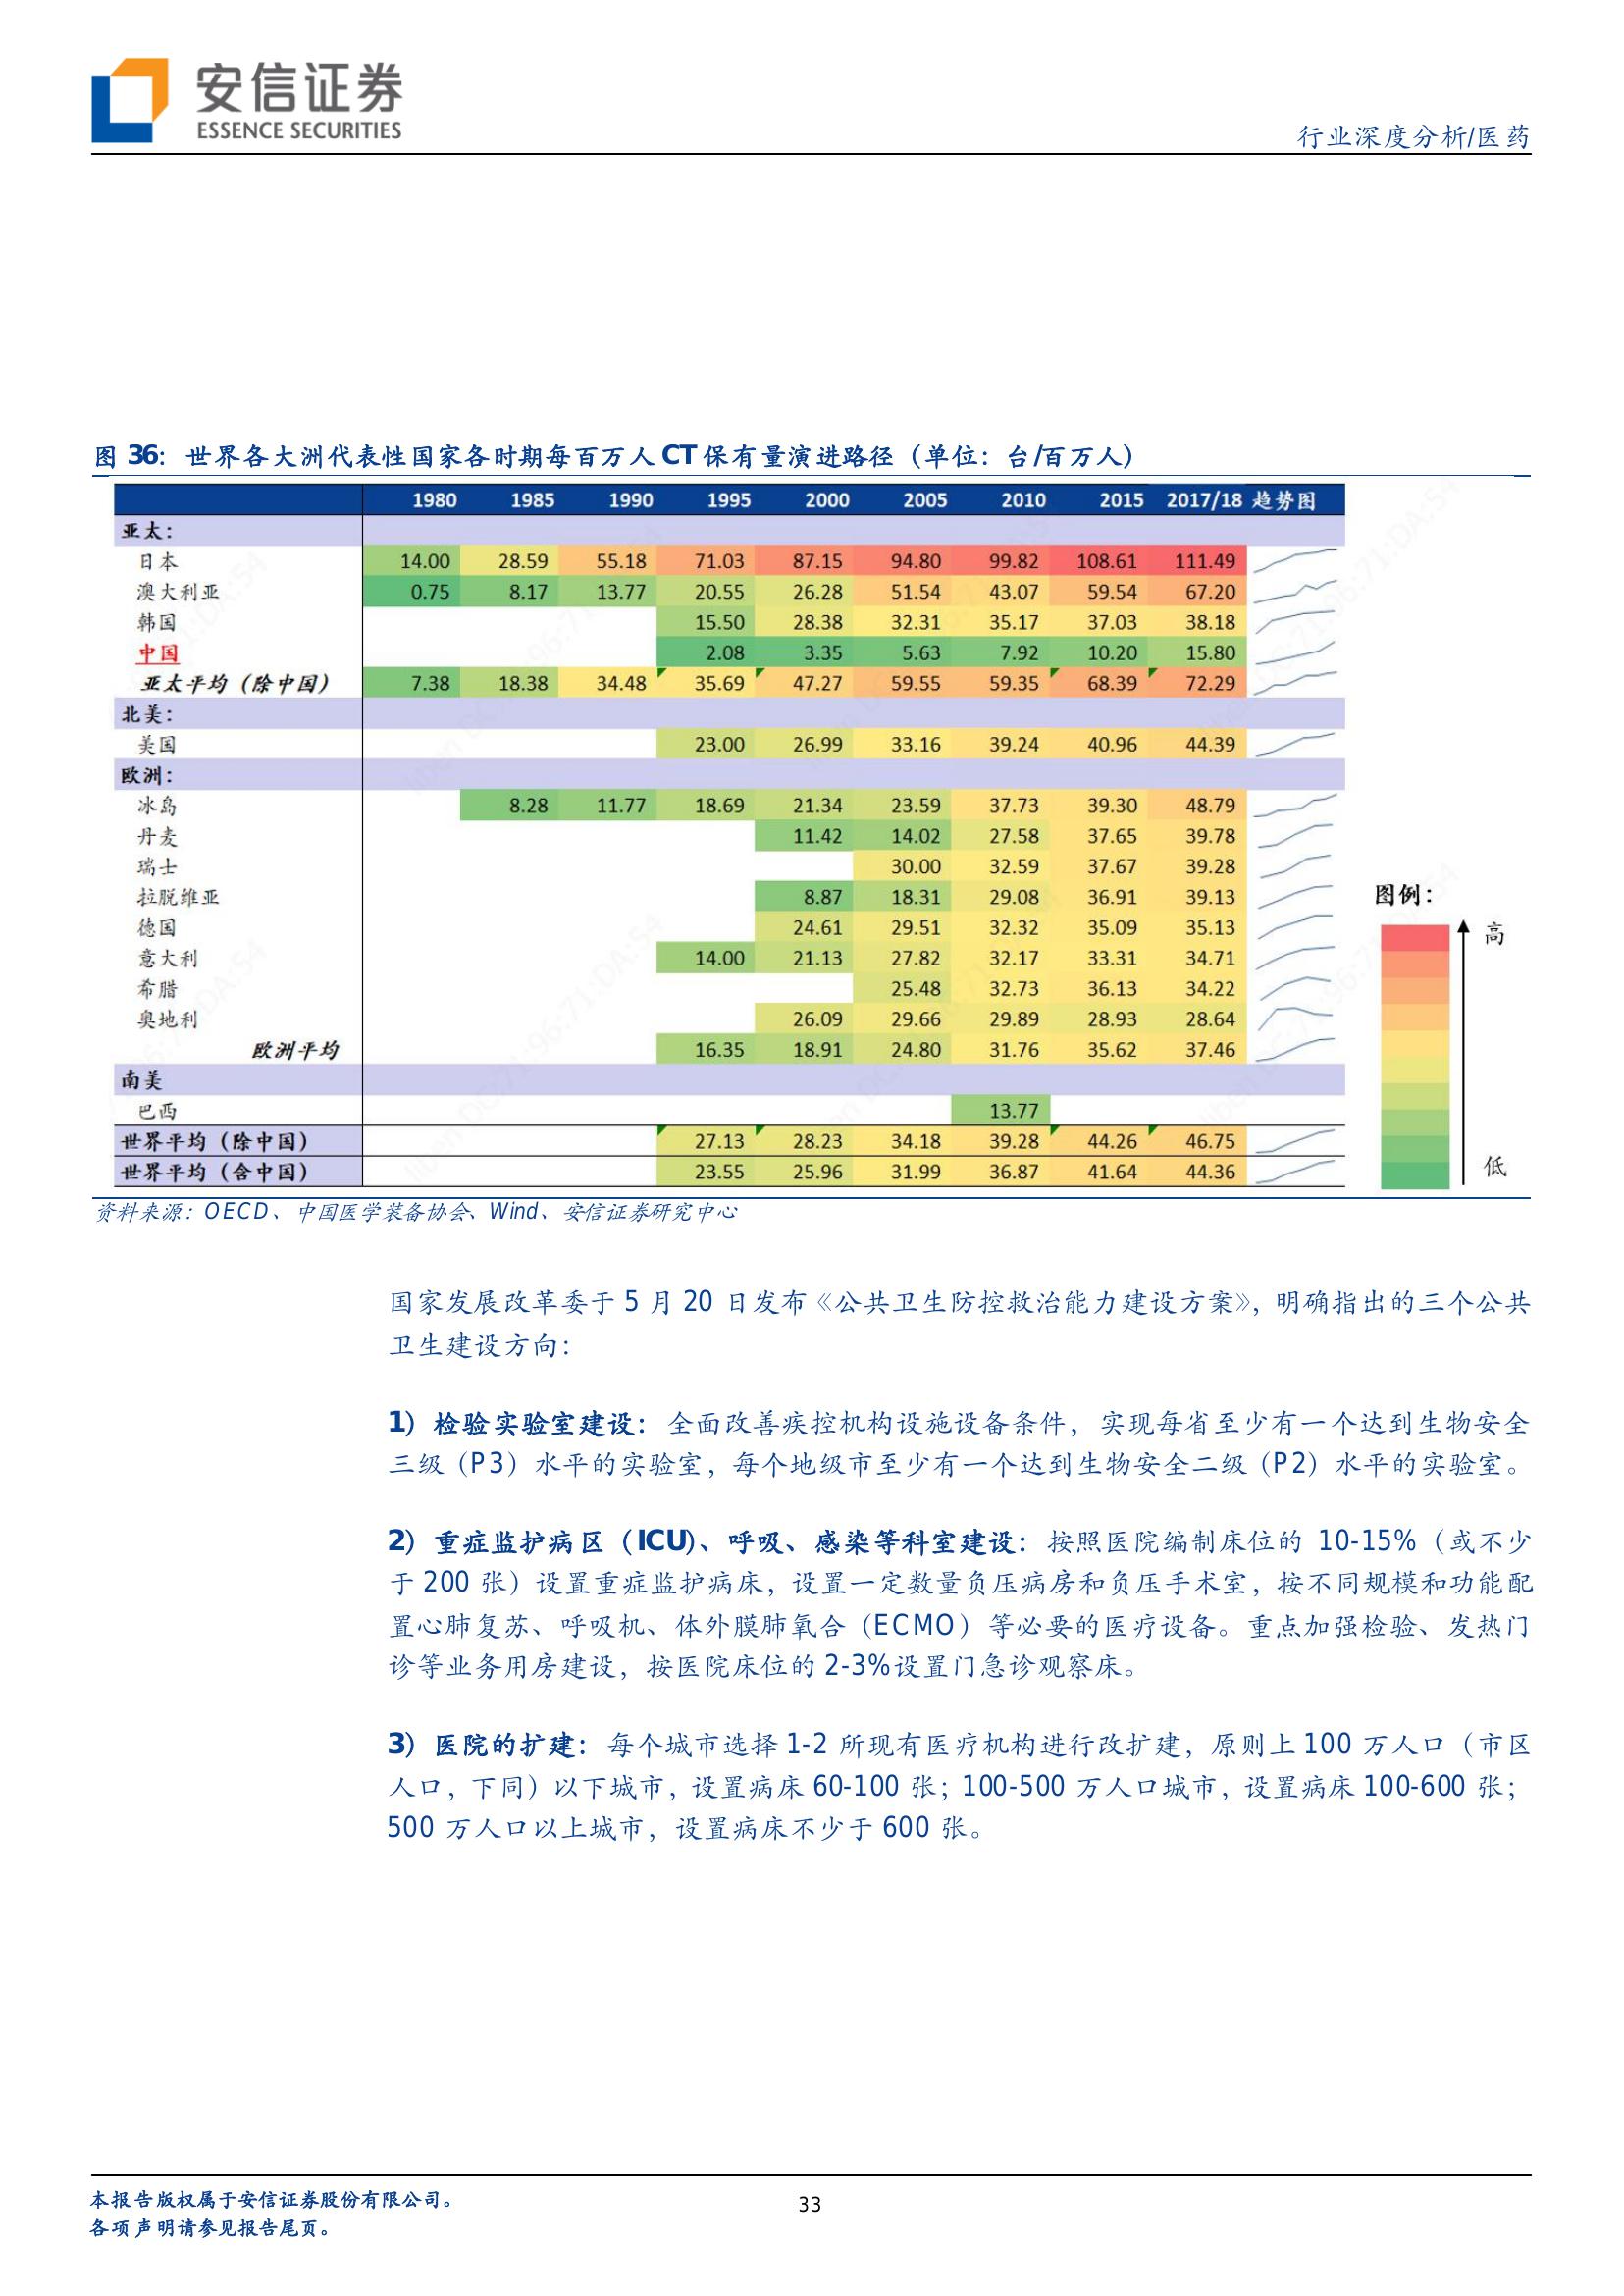 安信证券
ESSENCE SECURITIES
行业深度分析/医药
图 36：世界各大洲代表性国家各时期每百万人 CT 保有量演进路径（单位：台/百万人）
1980 1985 1990 1995 2000 2005 2010 2015 2017/18 趋势图
亚太：
日本 14.00 28.59 55.18 71.03 87.15 94.80 99.82 108.61 111.49
澳大利亚 0.75 8.17 13.77 20.55 26.28 51.54 43.07 59.54 67.20
韩国 15.50 28.38 32.31 35.17 37.03 38.18
中国 2.08 3.35 5.63 7.92 10.20 15.80
亚太平均（除中国） 7.38 18.38 34.48 35.69 47.27 59.55 59.35 68.39 72.29
北美：
美国 23.00 26.99 33.16 39.24 40.96 44.39
欧洲：
冰岛 8.28 11.77 18.69 21.34 23.59 37.73 39.30 48.79
丹麦 11.42 14.02 27.58 37.65 39.78
瑞士 30.00 32.59 37.67 39.28
拉脱维亚 8.87 18.31 29.08 36.91 39.13
德国 24.61 29.51 32.32 35.09 35.13
意大利 14.00 21.13 27.82 32.17 33.31 34.71
希腊 25.48 32.73 36.13 34.22
奥地利 26.09 29.66 29.89 28.93 28.64
欧洲平均 16.35 18.91 24.80 31.76 35.62 37.46
南美
巴西 13.77
世界平均（除中国） 27.13 28.23 34.18 39.28 44.26 46.75
世界平均（含中国） 23.55 25.96 31.99 36.87 41.64 44.36
图例：
高
低
资料来源：OECD、中国医学装备协会、Wind、安信证券研究中心
国家发展改革委于 5 月 20 日发布《公共卫生防控救治能力建设方案》，明确指出的三个公共
卫生建设方向：
1）检验实验室建设：全面改善疾控机构设施设备条件，实现每省至少有一个达到生物安全
三级（P3）水平的实验室，每个地级市至少有一个达到生物安全二级（P2）水平的实验室。
2）重症监护病区（ICU）、呼吸、感染等科室建设：按照医院编制床位的 10-15%（或不少
于 200 张）设置重症监护病床，设置一定数量负压病房和负压手术室，按不同规模和功能配
置心肺复苏、呼吸机、体外膜肺氧合（ECMO）等必要的医疗设备。重点加强检验、发热门
诊等业务用房建设，按医院床位的 2-3%设置门急诊观察床。
3）医院的扩建：每个城市选择 1-2 所现有医疗机构进行改扩建，原则上 100 万人口（市区
人口，下同）以下城市，设置病床 60-100 张；100-500 万人口城市，设置病床 100-600 张；
500 万人口以上城市，设置病床不少于 600 张。
本报告版权属于安信证券股份有限公司。
33
各项声明请参见报告尾页。